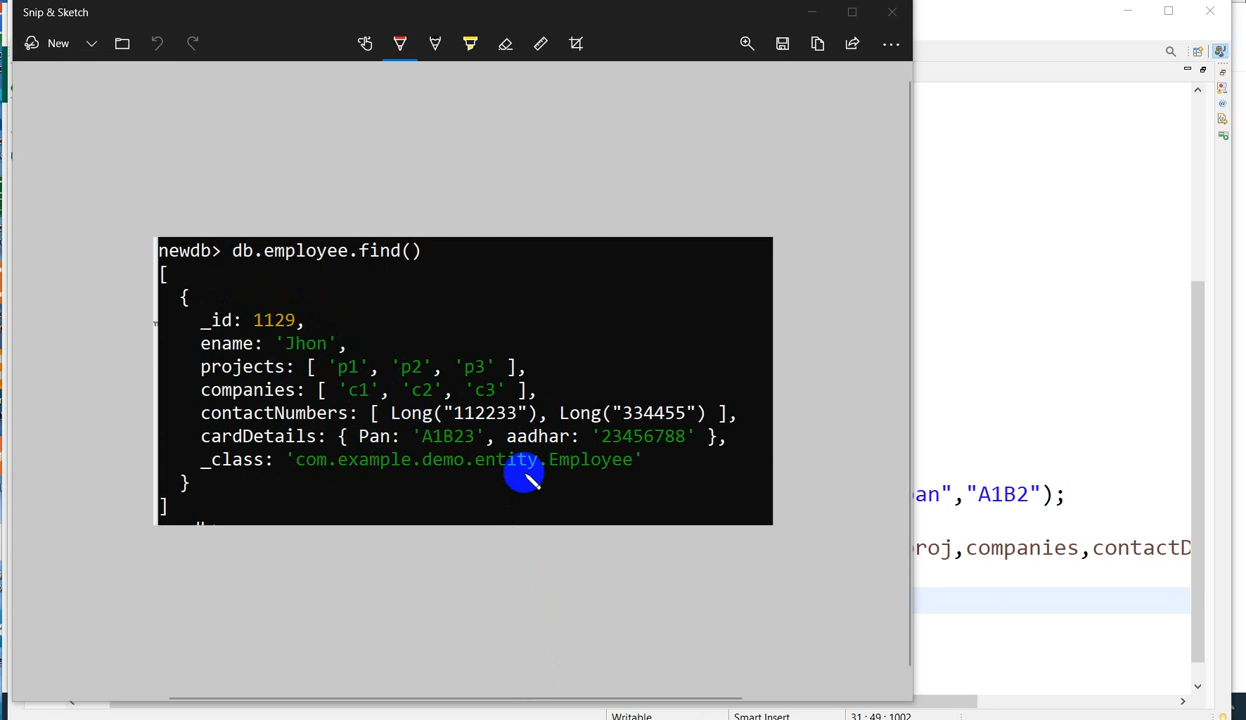 Snip & Sketch
New
newdb> db.employee.find()
[
{
_id: 1129,
ename: 'Jhon',
projects: [ 'p1', 'p2', 'p3' ],
companies: [ 'c1', 'c2', 'c3' ],
contactNumbers: [ Long("112233"), Long("334455") ],
cardDetails: { Pan: 'A1B23', aadhar: '23456788' },
_class: 'com.example.demo.entity.Employee'
}
]
an","A1B2");
roj,companies,contactD
Writable
Smart Insert
31 : 49 : 1002